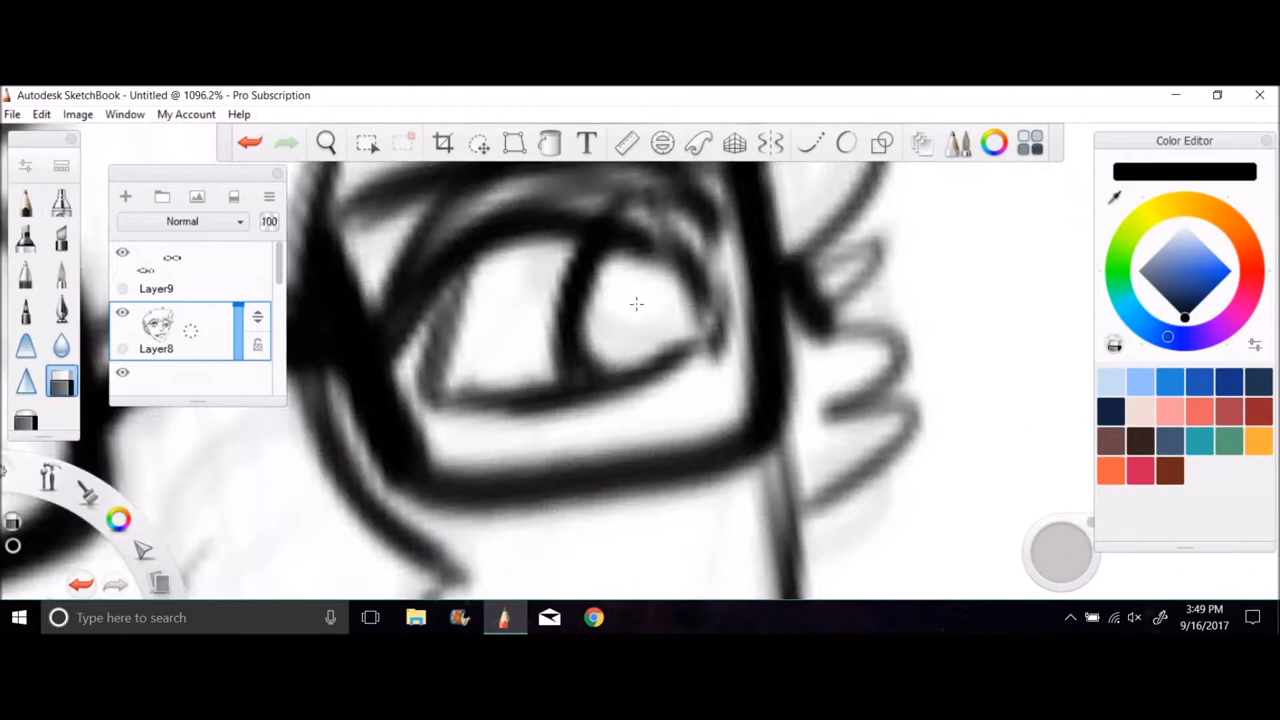 Autodesk SketchBook - Untitled @ 1096.2% - Pro Subscription
File Edit Image Window My Account Help
Color Editor
Normal 100
Layer9
Layer8
Type here to search
3:49 PM
9/16/2017